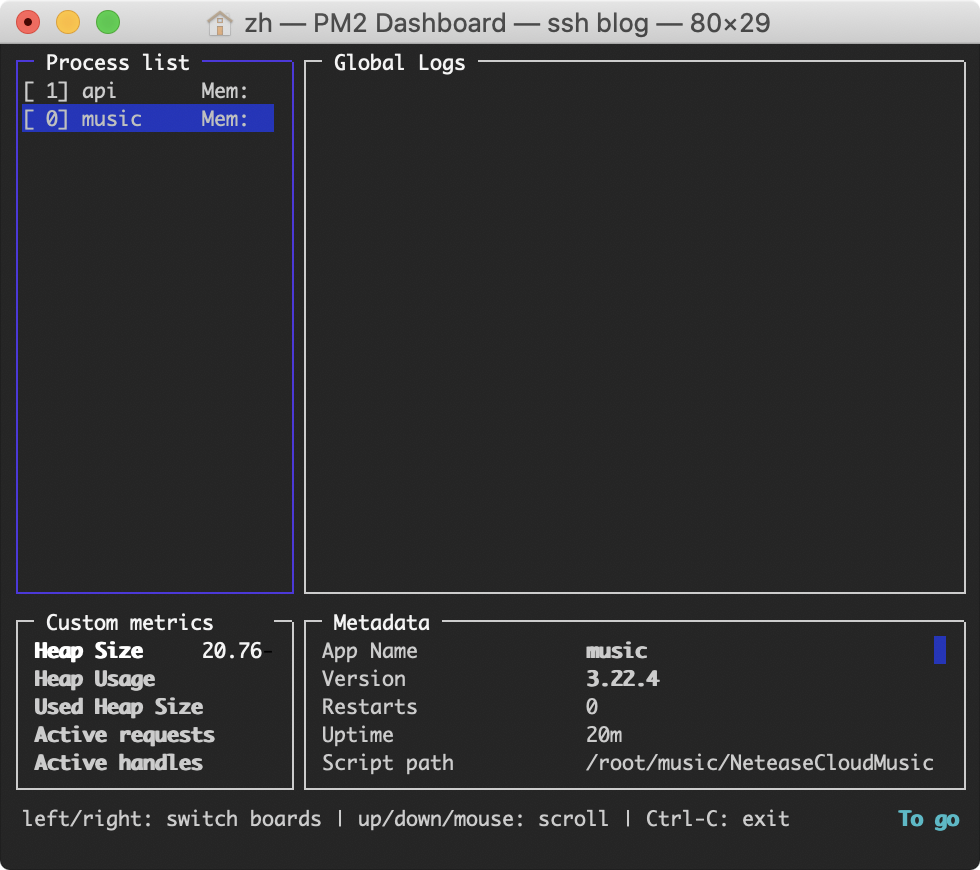 zh — PM2 Dashboard — ssh blog — 80×29
Process list
[ 1] api Mem:
[ 0] music Mem:
Global Logs
Custom metrics
Heap Size 20.76
Heap Usage
Used Heap Size
Active requests
Active handles
Metadata
App Name music
Version 3.22.4
Restarts 0
Uptime 20m
Script path /root/music/NeteaseCloudMusic
left/right: switch boards | up/down/mouse: scroll | Ctrl-C: exit To go